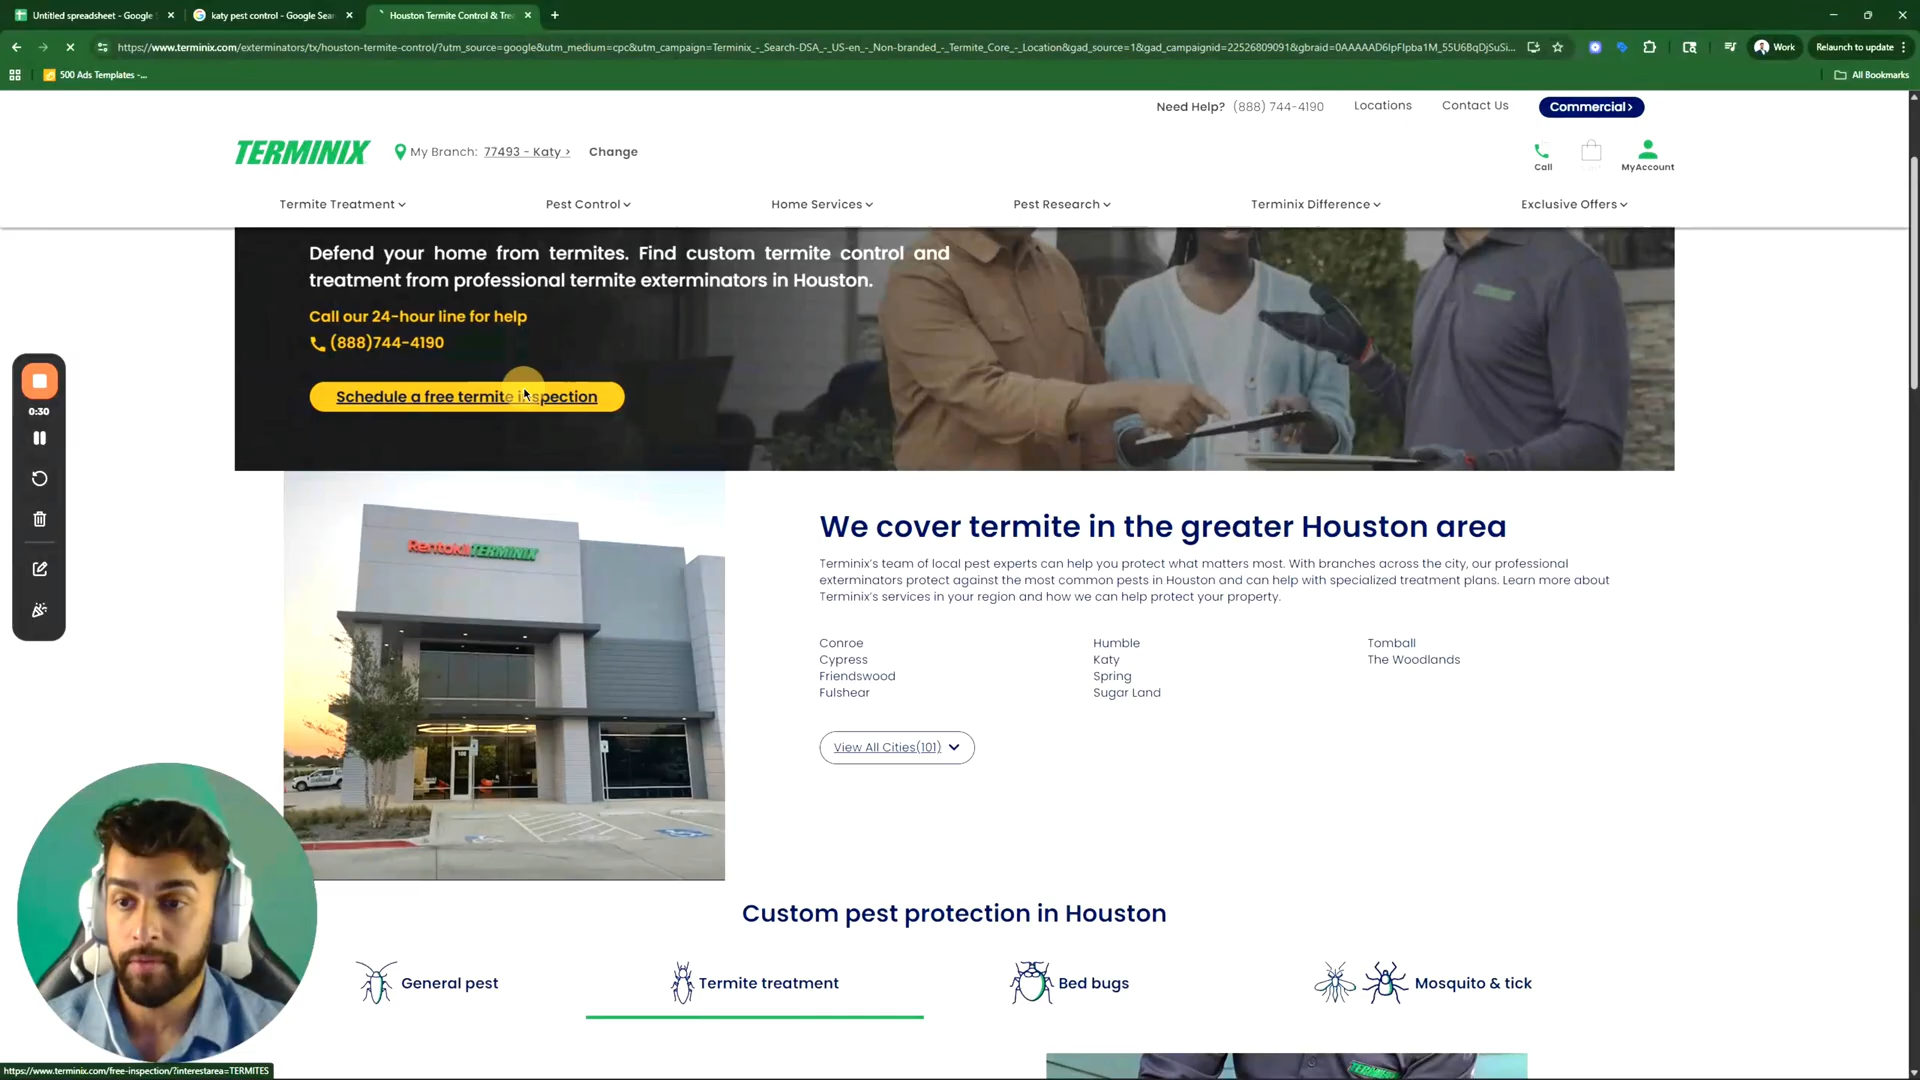 Untitled spreadsheet - Google
katy pest control - Google Sea
Houston Termite Control & Tre
https://www.terminix.com/exterminators/tx/houston-termite-control/?utm_source=google&utm_medium=cpc&utm_campaign=Terminix_-_Search-DSA_-_US-en_-_Non-branded_-_Termite_Core_-_Location&gad_source=1&gad_campaignid=22526809091&gbraid=0AAAAAD6IpFIpba1M_55U6BqDjSuSi...
Work
Relaunch to update
500 Ads Templates -...
All Bookmarks
Need Help? (888) 744-4190
Locations
Contact Us
Commercial>
TERMINIX
My Branch: 77493 - Katy >
Change
Call
MyAccount
Termite Treatment
Pest Control
Home Services
Pest Research
Terminix Difference
Exclusive Offers
Defend your home from termites. Find custom termite control and
treatment from professional termite exterminators in Houston.
Call our 24-hour line for help
(888)744-4190
Schedule a free termite inspection
0:30
Rentokil TERMINIX
We cover termite in the greater Houston area
Terminix's team of local pest experts can help you protect what matters most. With branches across the city, our professional
exterminators protect against the most common pests in Houston and can help with specialized treatment plans. Learn more about
Terminix's services in your region and how we can help protect your property.
Conroe
Cypress
Friendswood
Fulshear
Humble
Katy
Spring
Sugar Land
Tomball
The Woodlands
View All Cities(101)
Custom pest protection in Houston
General pest
Termite treatment
Bed bugs
Mosquito & tick
TERMINIX
https://www.terminix.com/free-inspection/?interestarea=TERMITES